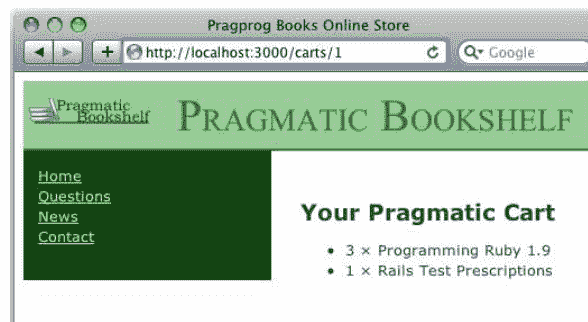 Pragprog Books Online Store
http://localhost:3000/carts/1
Google
Pragmatic
Bookshelf
PRAGMATIC BOOKSHELF
Home
Questions
News
Contact
Your Pragmatic Cart
• 3 × Programming Ruby 1.9
• 1 × Rails Test Prescriptions